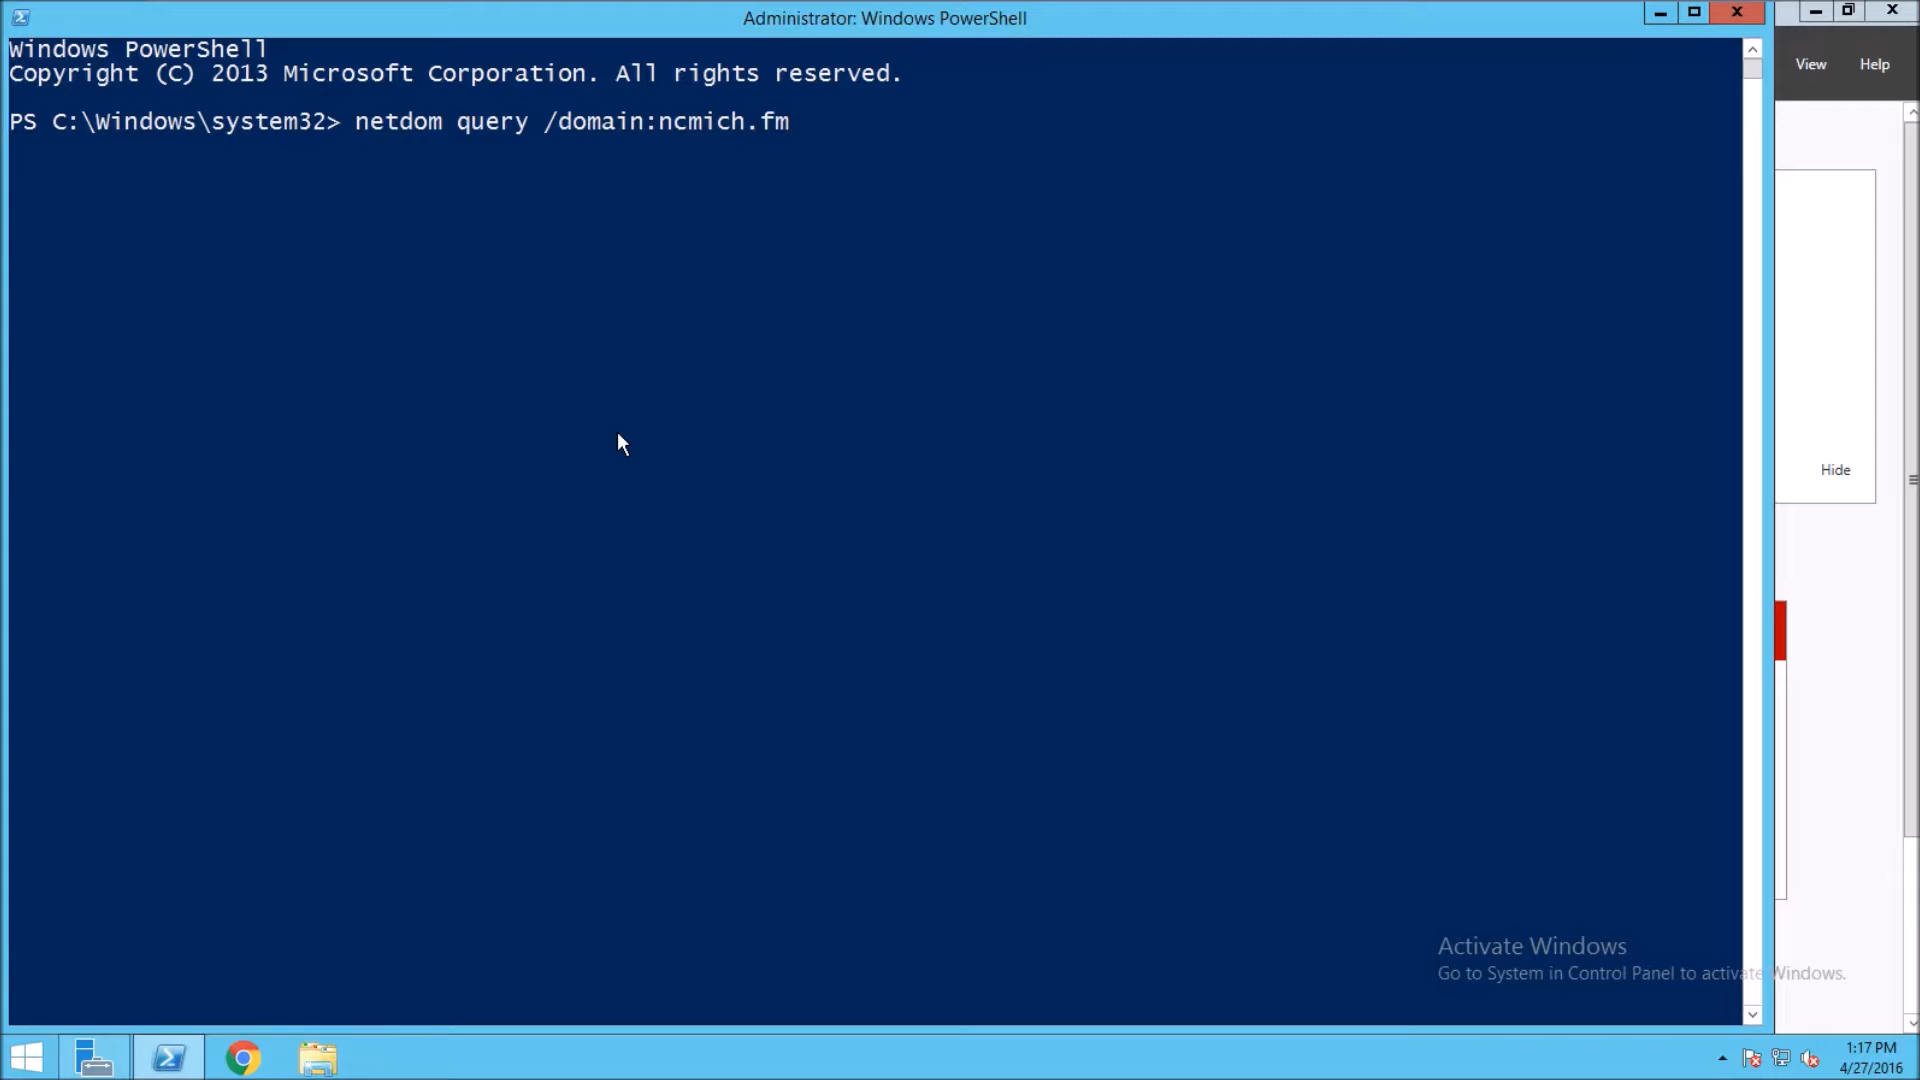 Administrator: Windows PowerShell
View Help
Windows PowerShell
Copyright (C) 2013 Microsoft Corporation. All rights reserved.
PS C:\Windows\system32> netdom query /domain:ncmich.fm
Hide
Activate Windows
Go to System in Control Panel to activate Windows.
1:17 PM
4/27/2016